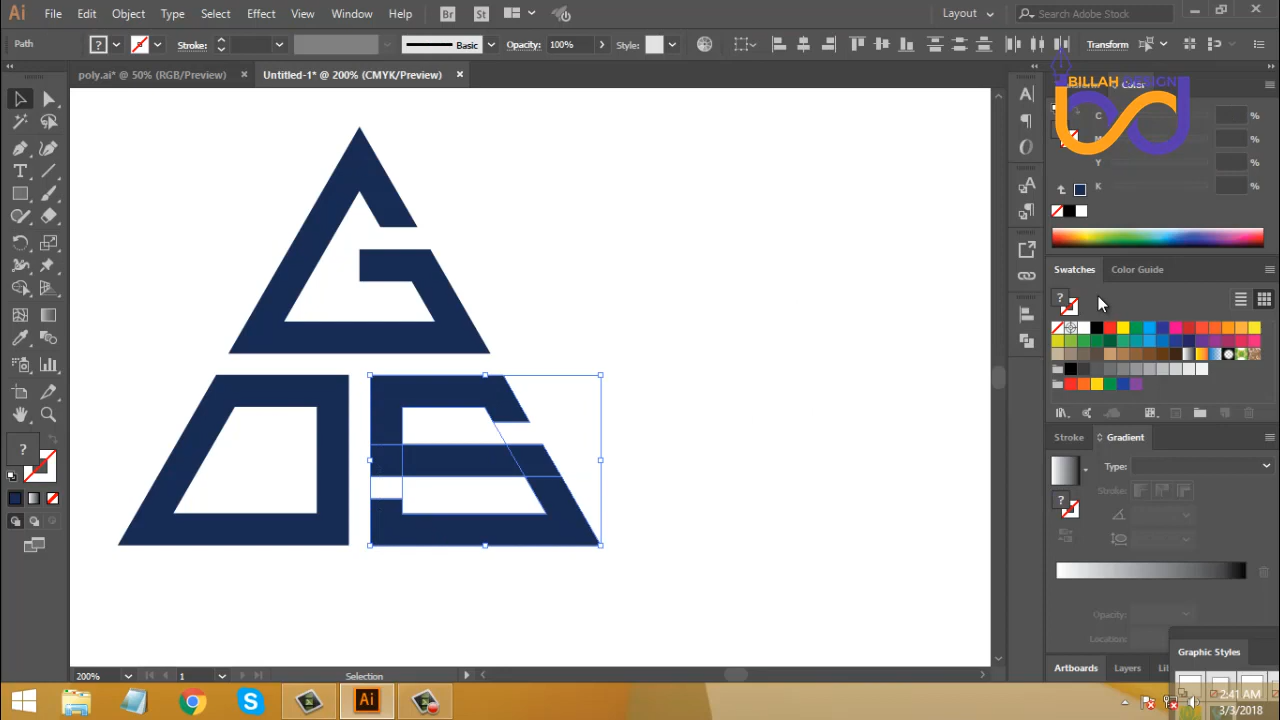 Ai File Edit Object Type Select Effect View Window Help Br St Layout Search Adobe Stock
Path ? Stroke: Basic Opacity: 100% Style: Transform
poly.ai* @ 50% (RGB/Preview) × Untitled-1* @ 200% (CMYK/Preview) ×
BILLAH DESIGN
Color
C %
M %
Y %
K %
Swatches Color Guide
?
Stroke Gradient
Type:
Stroke:
?
Opacity:
Location:
Graphic Styles
Artboards Layers
G
O S
200% 1 Selection
Ai
2:41 AM
3/3/2018